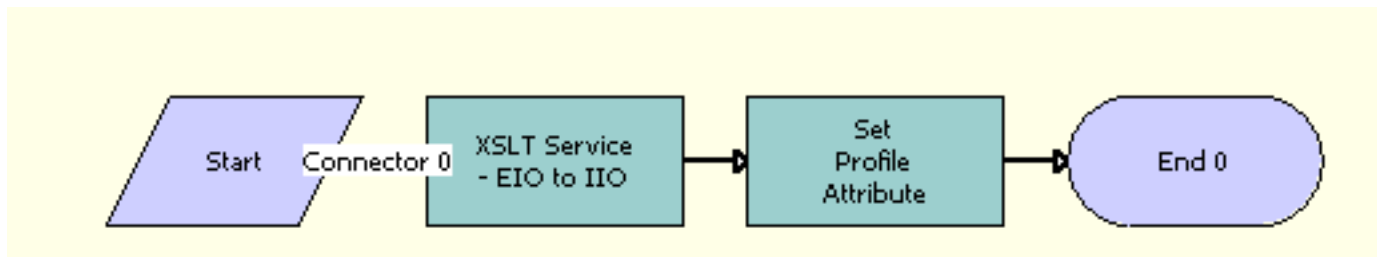 Start
Connector 0
XSLT Service
- EIO to IIO
Set
Profile
Attribute
End 0